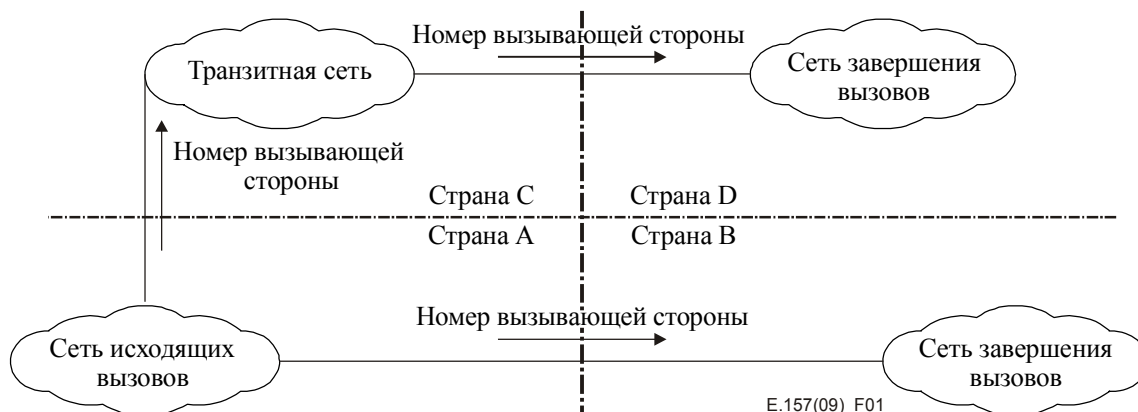 Номер вызывающей стороны
Транзитная сеть
Сеть завершения
вызовов
Номер вызывающей
стороны
Страна C
Страна D
Страна A
Страна B
Номер вызывающей стороны
Сеть исходящих
вызовов
Сеть завершения
вызовов
E.157(09)_F01